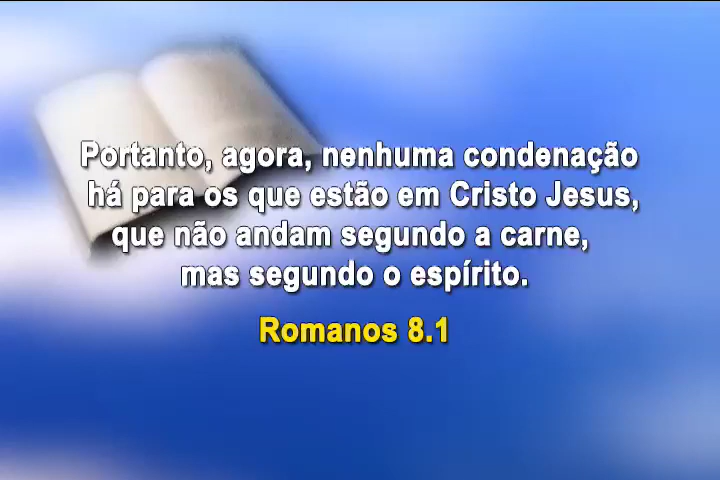 Portanto, agora, nenhuma condenação
há para os que estão em Cristo Jesus,
que não andam segundo a carne,
mas segundo o espírito.
Romanos 8.1